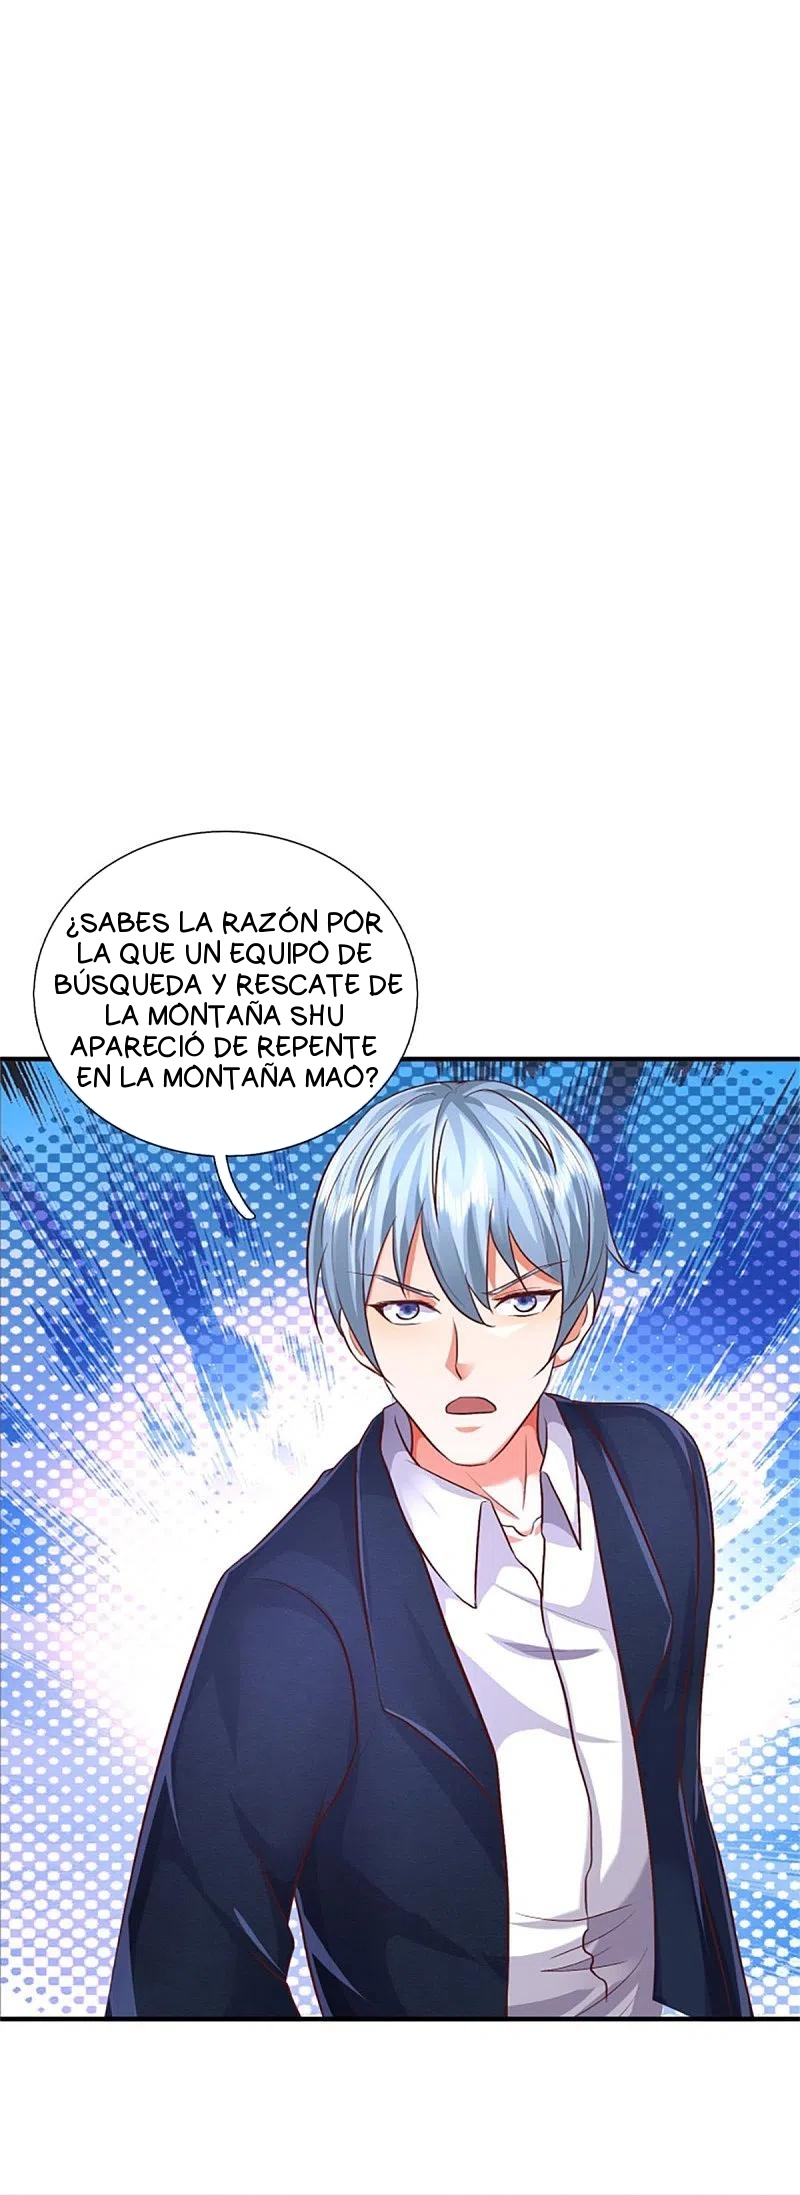 ¿SABES LA RAZÓN POR
LA QUE UN EQUIPO DE
BÚSQUEDA Y RESCATE DE
LA MONTAÑA SHU
APARECIÓ DE REPENTE
EN LA MONTAÑA MAO?